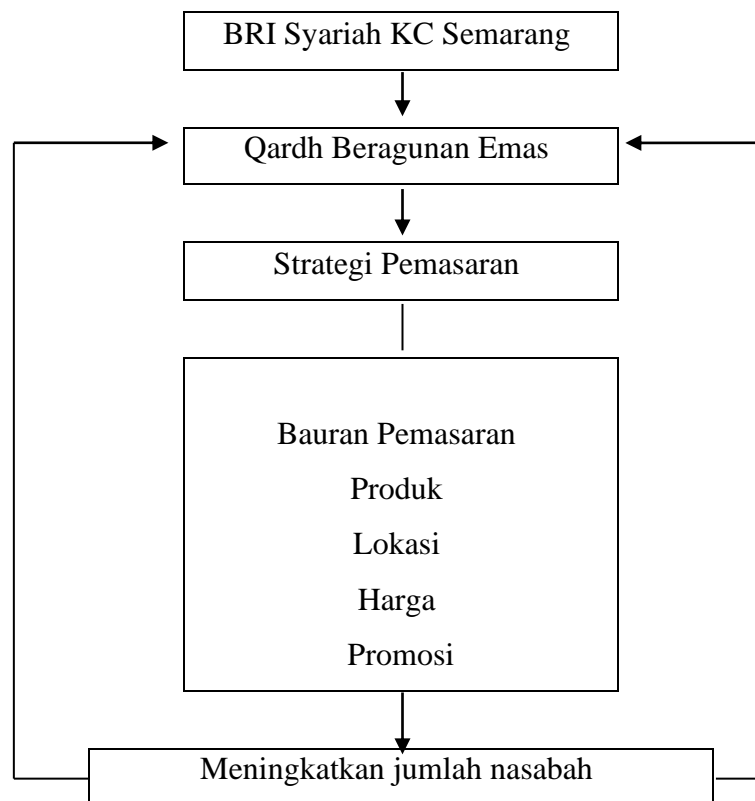 BRI Syariah KC Semarang
Qardh Beragunan Emas
Strategi Pemasaran
Bauran Pemasaran
Produk
Lokasi
Harga
Promosi
Meningkatkan jumlah nasabah